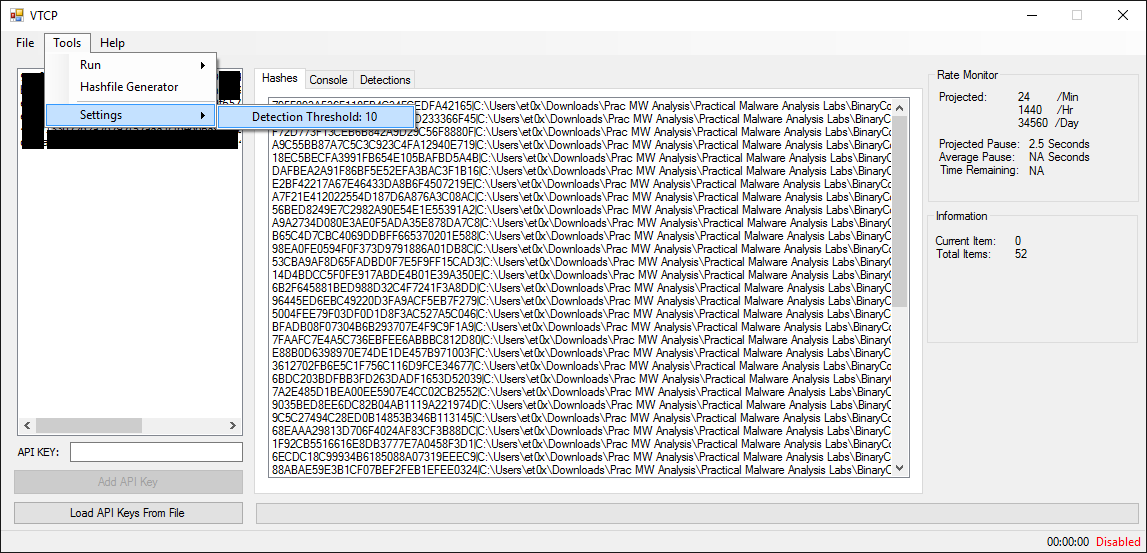 VTCP
File Tools Help
Run
Hashfile Generator
Settings
Detection Threshold: 10
API KEY:
Add API Key
Load API Keys From File
Hashes Console Detections
EDFA42165|C:\Users\et0x\Downloads\Prac MW Analysis\Practical Malware Analysis Labs\BinaryCo
D233366F45|C:\Users\et0x\Downloads\Prac MW Analysis\Practical Malware Analysis Labs\BinaryCo
F72D773F13CEB6B842A9D29C56F8880F|C:\Users\et0x\Downloads\Prac MW Analysis\Practical Malware Analysis Labs\BinaryCo
A9C55BB87A7C5C3C923C4FA12940E719|C:\Users\et0x\Downloads\Prac MW Analysis\Practical Malware Analysis Labs\BinaryCo
18EC5BECFA3991FB654E105BAFBD5A4B|C:\Users\et0x\Downloads\Prac MW Analysis\Practical Malware Analysis Labs\BinaryCo
DAFBEA2A91F86BF5E52EFA3BAC3F1B16|C:\Users\et0x\Downloads\Prac MW Analysis\Practical Malware Analysis Labs\BinaryCo
E2BF42217A67E46433DA8B6F4507219E|C:\Users\et0x\Downloads\Prac MW Analysis\Practical Malware Analysis Labs\BinaryCo
A7F21E412022554D187D6A876A3C08AC|C:\Users\et0x\Downloads\Prac MW Analysis\Practical Malware Analysis Labs\BinaryCo
56BED8249E7C2982A90E54E1E55391A2|C:\Users\et0x\Downloads\Prac MW Analysis\Practical Malware Analysis Labs\BinaryCo
A9A2734D080E3AE0F5ADA35E878DA7C8|C:\Users\et0x\Downloads\Prac MW Analysis\Practical Malware Analysis Labs\BinaryCo
B65C4D7CBC4069DDBFF665370201E588|C:\Users\et0x\Downloads\Prac MW Analysis\Practical Malware Analysis Labs\BinaryCo
98EA0FE0594F0F373D9791886A01DB8C|C:\Users\et0x\Downloads\Prac MW Analysis\Practical Malware Analysis Labs\BinaryCo
53CBA9AF8D65FADBD0F7E5F9FF15CAD3|C:\Users\et0x\Downloads\Prac MW Analysis\Practical Malware Analysis Labs\BinaryCo
14D4BDCC5F0FE917ABDE4B01E39A350E|C:\Users\et0x\Downloads\Prac MW Analysis\Practical Malware Analysis Labs\BinaryCo
6B2F645881BED988D32C4F7241F3A8DD|C:\Users\et0x\Downloads\Prac MW Analysis\Practical Malware Analysis Labs\BinaryCo
96445ED6EBC49220D3FA9ACF5EB7F279|C:\Users\et0x\Downloads\Prac MW Analysis\Practical Malware Analysis Labs\BinaryCo
5004FEE79F03DF0D1D8F3AC527A5C046|C:\Users\et0x\Downloads\Prac MW Analysis\Practical Malware Analysis Labs\BinaryCo
BFADB08F07304B6B293707E4F9C9F1A9|C:\Users\et0x\Downloads\Prac MW Analysis\Practical Malware Analysis Labs\BinaryCo
7FAAFC7E4A5C736EBFEE6ABBBC812D80|C:\Users\et0x\Downloads\Prac MW Analysis\Practical Malware Analysis Labs\BinaryCo
E88B0D6398970E74DE1DE457B971003F|C:\Users\et0x\Downloads\Prac MW Analysis\Practical Malware Analysis Labs\BinaryCo
3612702FB6E5C1F756C116D9FCE34677|C:\Users\et0x\Downloads\Prac MW Analysis\Practical Malware Analysis Labs\BinaryCo
6BDC203BDFBB3FD263DADF1653D52039|C:\Users\et0x\Downloads\Prac MW Analysis\Practical Malware Analysis Labs\BinaryCo
7A2E485D1BEA00EE5907E4CC02CB2552|C:\Users\et0x\Downloads\Prac MW Analysis\Practical Malware Analysis Labs\BinaryCo
9035BED8EE6DC82B04AB1119A221974D|C:\Users\et0x\Downloads\Prac MW Analysis\Practical Malware Analysis Labs\BinaryCo
9C5C27494C28ED0B14853B346B113145|C:\Users\et0x\Downloads\Prac MW Analysis\Practical Malware Analysis Labs\BinaryCo
68EAAA29813D706F4024AF83CF3B88DC|C:\Users\et0x\Downloads\Prac MW Analysis\Practical Malware Analysis Labs\BinaryCo
1F92CB5516616E8DB3777E7A0458F3D1|C:\Users\et0x\Downloads\Prac MW Analysis\Practical Malware Analysis Labs\BinaryCo
6ECDC18C99934B6185088A07319EEEC9|C:\Users\et0x\Downloads\Prac MW Analysis\Practical Malware Analysis Labs\BinaryCo
88ABAE59E3B1CF07BEF2FEB1EFEE0324|C:\Users\et0x\Downloads\Prac MW Analysis\Practical Malware Analysis Labs\BinaryCo
Rate Monitor
Projected: 24 /Min
1440 /Hr
34560 /Day
Projected Pause: 2.5 Seconds
Average Pause: NA Seconds
Time Remaining: NA
Information
Current Item: 0
Total Items: 52
00:00:00 Disabled